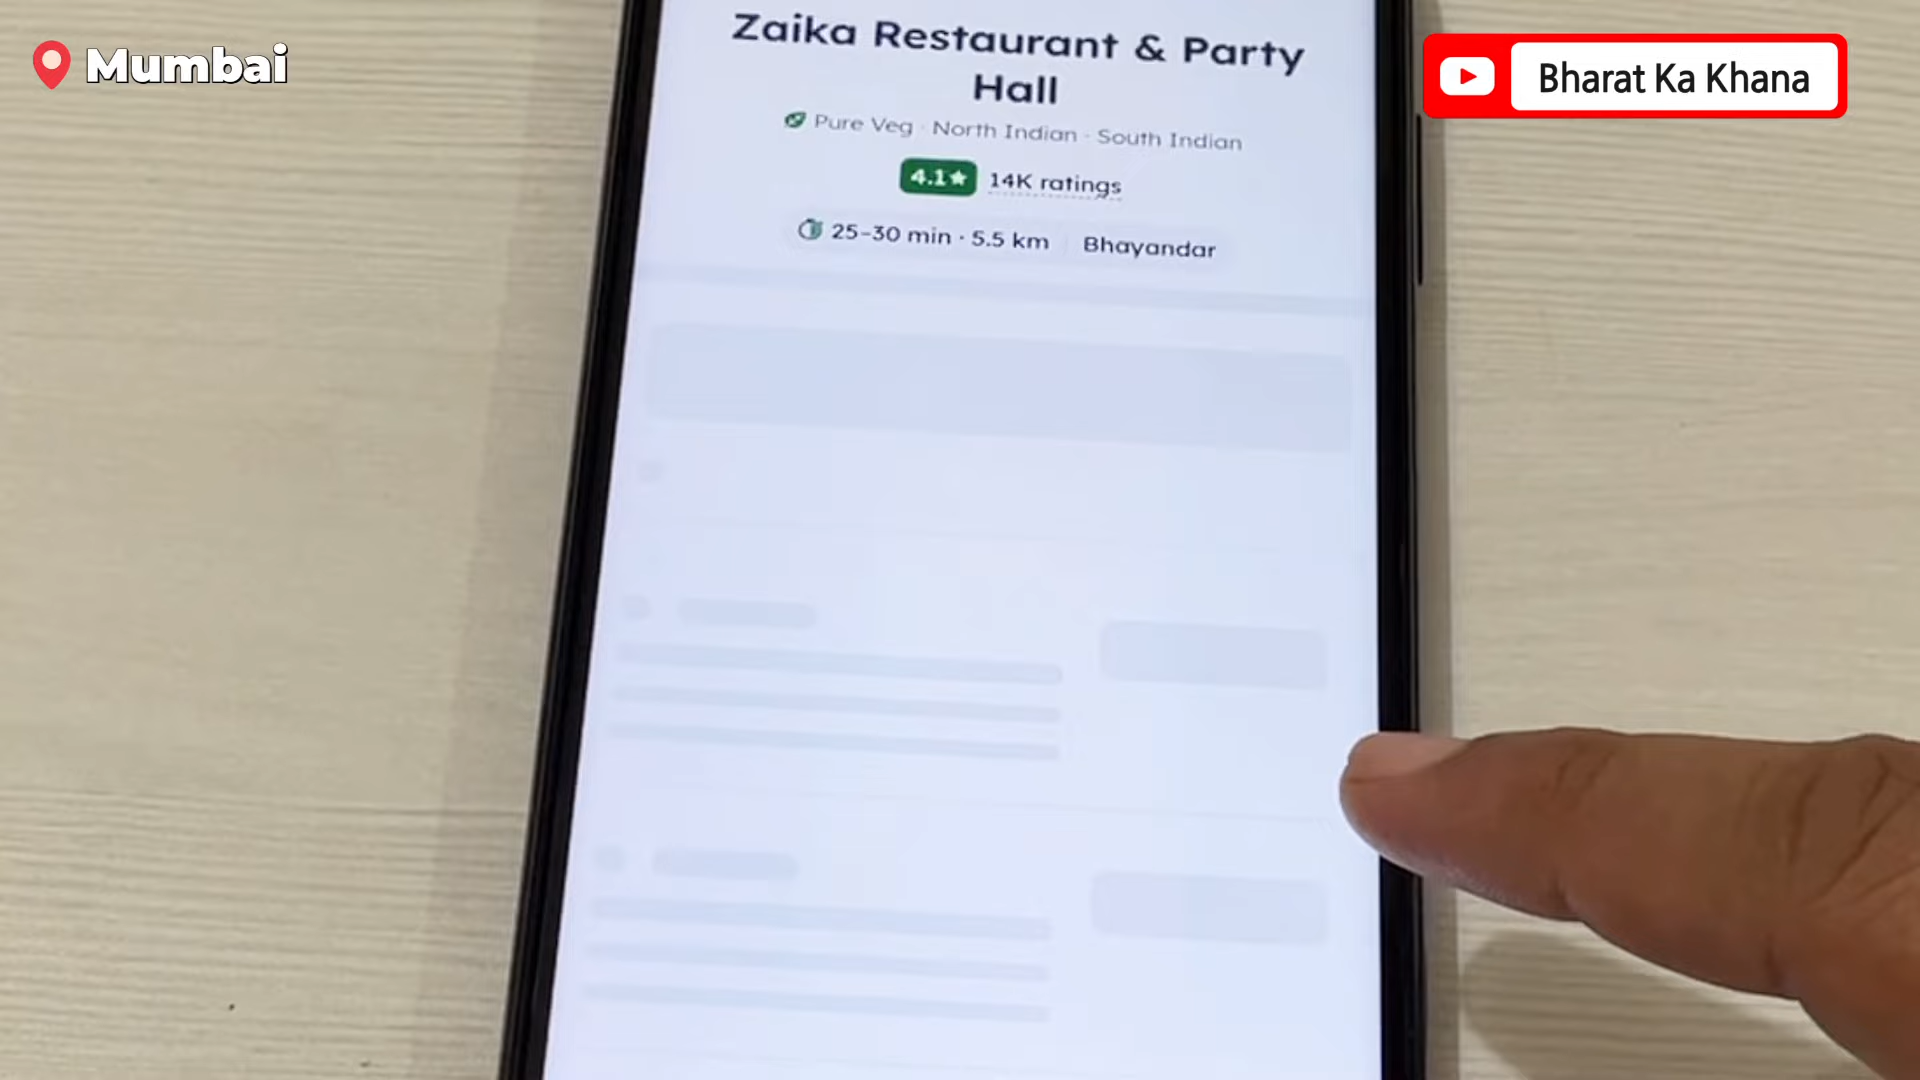 Mumbai
Bharat Ka Khana
Zaika Restaurant & Party
Hall
Pure Veg · North Indian · South Indian
4.1★ 14K ratings
25-30 min · 5.5 km | Bhayandar